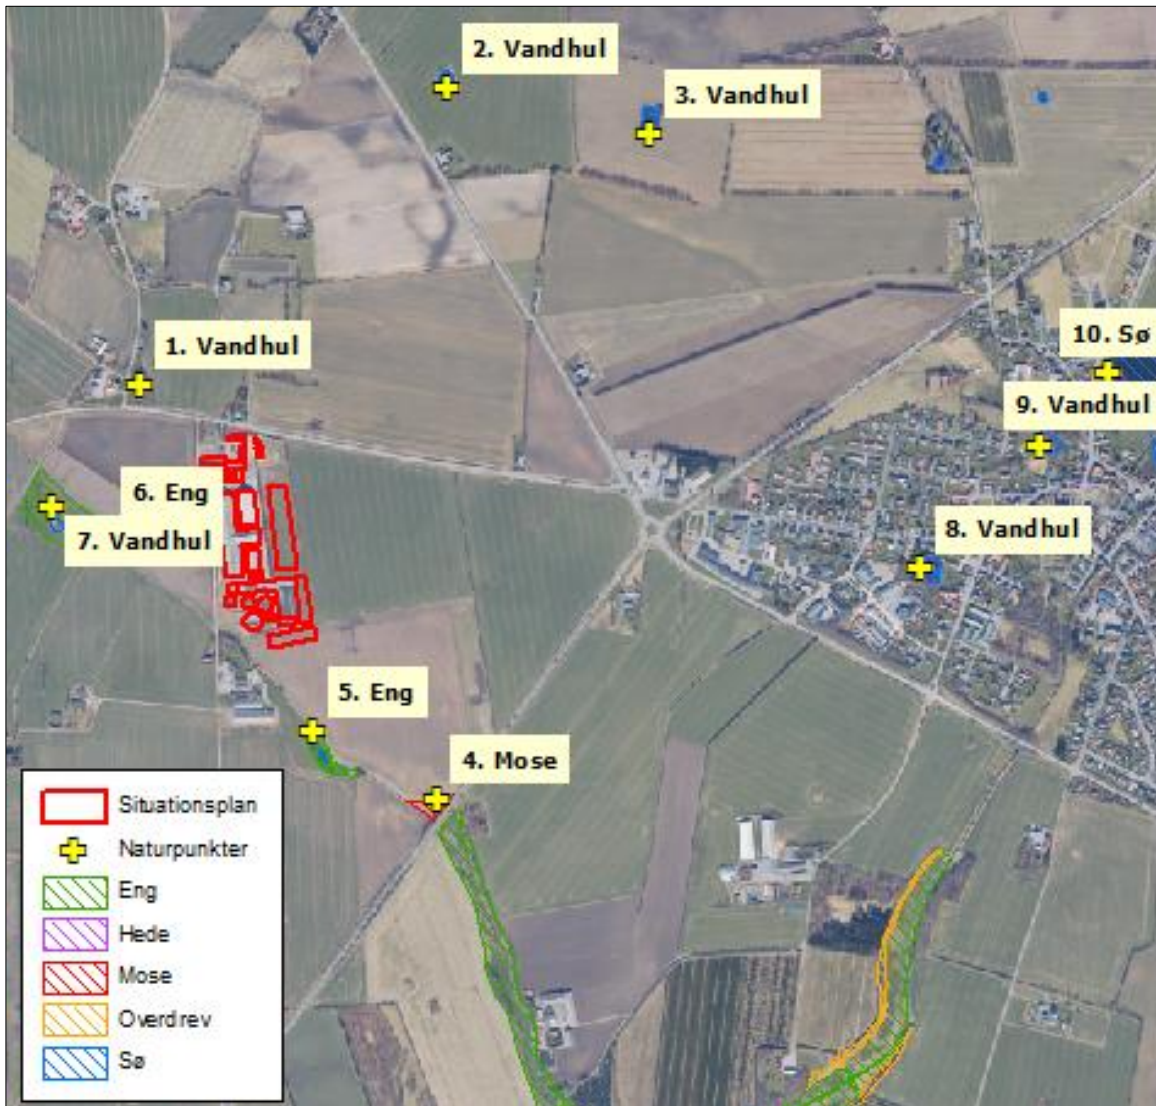 2. Vandhul
3. Vandhul
1. Vandhul
10. Sø
9. Vandhul
6. Eng
7. Vandhul
8. Vandhul
5. Eng
4. Mose
Situationsplan
Naturpunkter
Eng
Hede
Mose
Overdrev
Sø